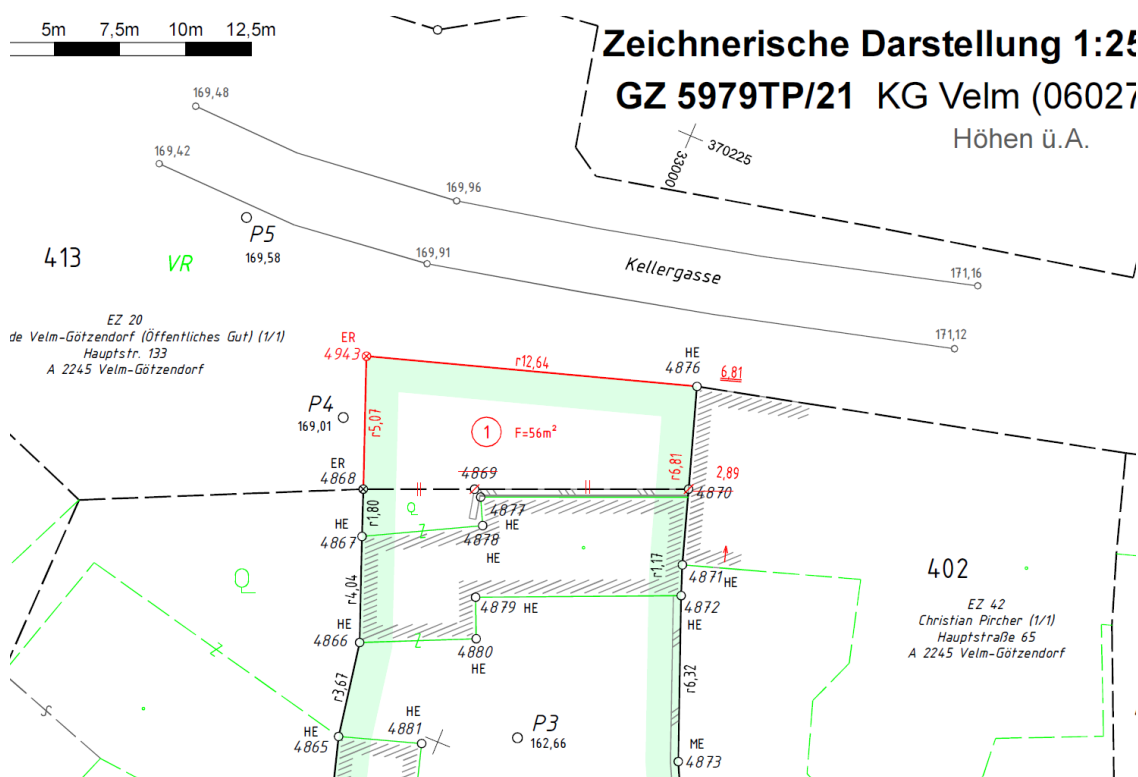 5m 7,5m 10m 12,5m
Zeichnerische Darstellung 1:25
GZ 5979TP/21 KG Velm (06027
Höhen ü.A.
370225
33000
169,48
169,42
169,96
169,91
171,16
171,12
Kellergasse
P5
169,58
413
VR
EZ 20
de Velm-Götzendorf (Öffentliches Gut) (1/1)
Hauptstr. 133
A 2245 Velm-Götzendorf
ER
4943
r12,64
HE
4876
6,81
P4
169,01
r5,07
1 F=56m²
r6,81
2,89
ER
4868
4869
4870
r1,80
4877
HE
HE
4867
4878
HE
r1,17
4871
HE
r4,04
4879 HE
4872
HE
HE
4866
4880
HE
402
EZ 42
Christian Pircher (1/1)
Hauptstraße 65
A 2245 Velm-Götzendorf
r3,67
r6,32
HE
4865
HE
4881
P3
162,66
ME
4873